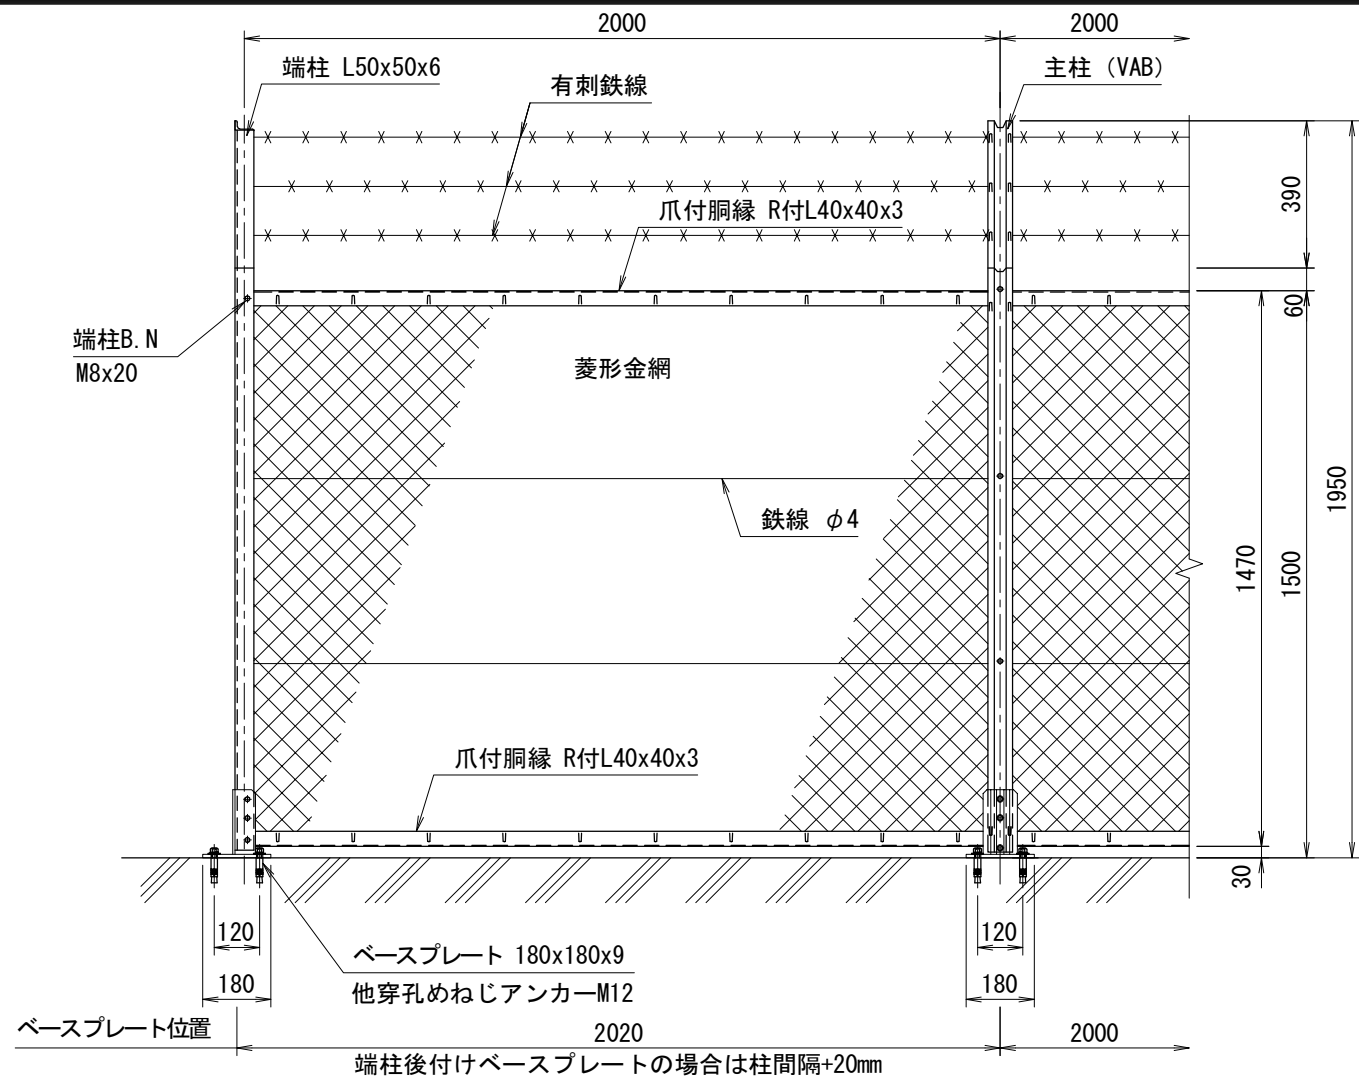 2000
2000
端柱 L50x50x6
主柱 (VAB)
有刺鉄線
390
爪付胴縁 R付L40x40x3
60
端柱B.N
M8x20
菱形金網
1950
鉄線 φ4
1470
1500
爪付胴縁 R付L40x40x3
30
120
120
ベースプレート 180x180x9
180
180
他穿孔めねじアンカーM12
ベースプレート位置
2020
2000
端柱後付けベースプレートの場合は柱間隔+20mm